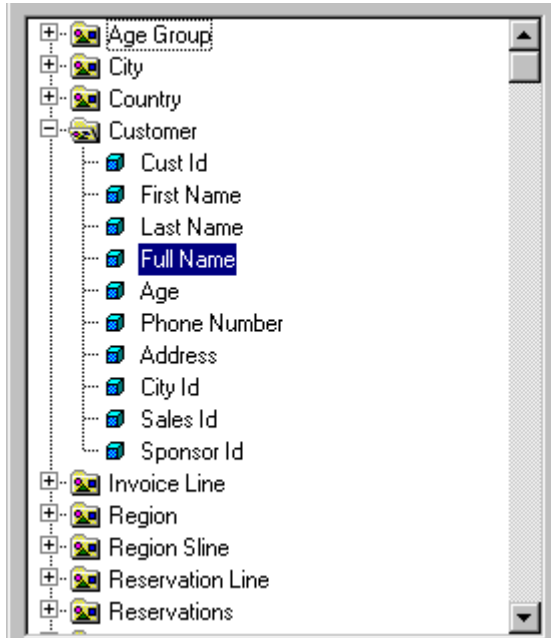 Age Group
City
Country
Customer
Cust Id
First Name
Last Name
Full Name
Age
Phone Number
Address
City Id
Sales Id
Sponsor Id
Invoice Line
Region
Region Sline
Reservation Line
Reservations